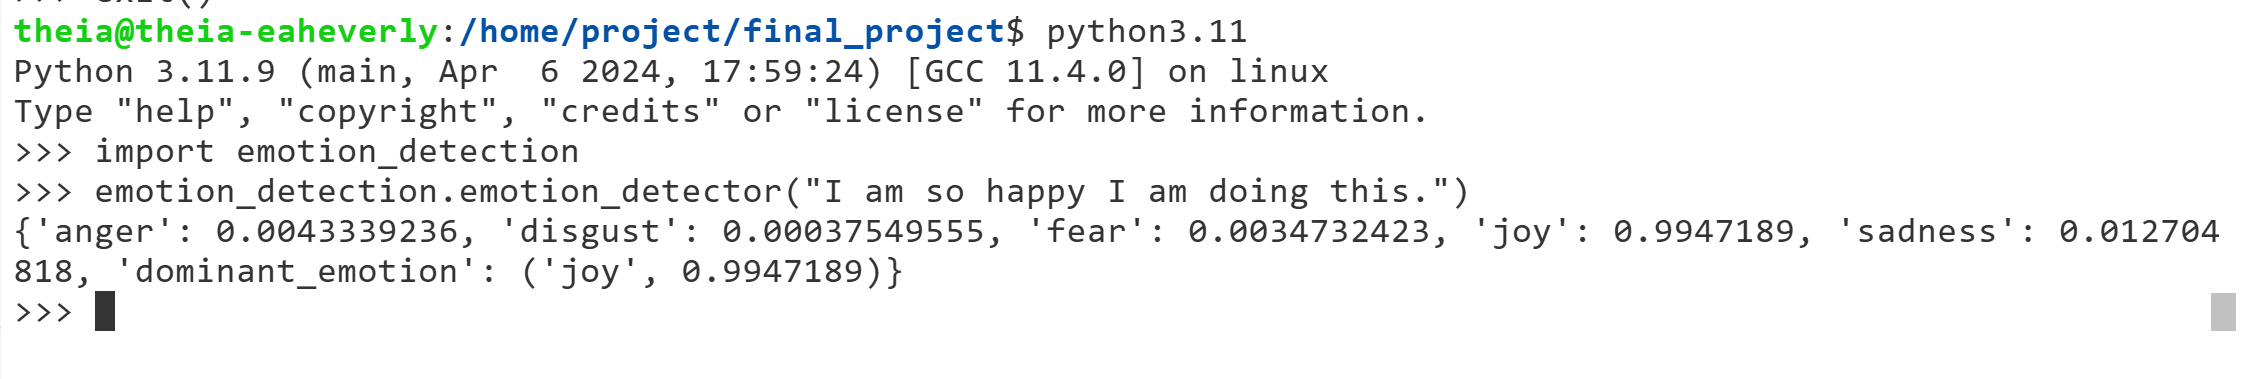 >>> exit()
theia@theia-eaheverly:/home/project/final_project$ python3.11
Python 3.11.9 (main, Apr  6 2024, 17:59:24) [GCC 11.4.0] on linux
Type "help", "copyright", "credits" or "license" for more information.
>>> import emotion_detection
>>> emotion_detection.emotion_detector("I am so happy I am doing this.")
{'anger': 0.0043339236, 'disgust': 0.00037549555, 'fear': 0.0034732423, 'joy': 0.9947189, 'sadness': 0.012704
818, 'dominant_emotion': ('joy', 0.9947189)}
>>>